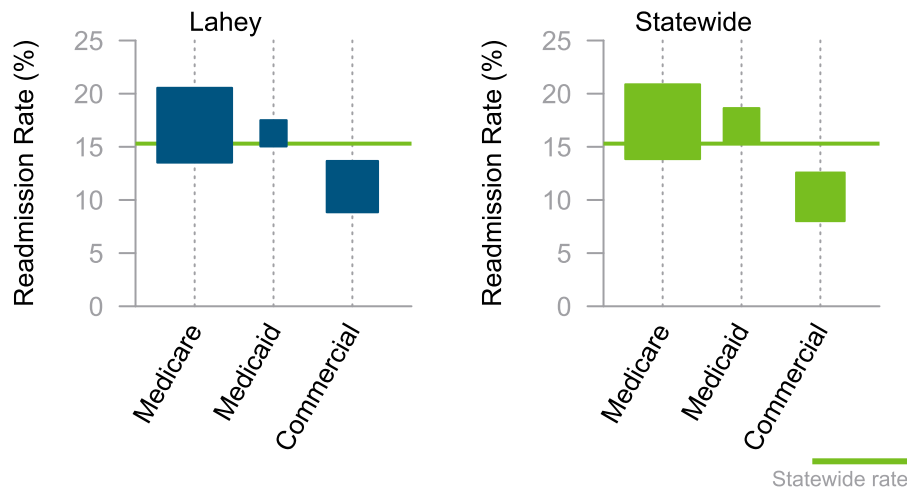 Lahey
Readmission Rate (%)
25
20
15
10
5
0
Medicare
Medicaid
Commercial
Statewide
Readmission Rate (%)
25
20
15
10
5
0
Medicare
Medicaid
Commercial
Statewide rate